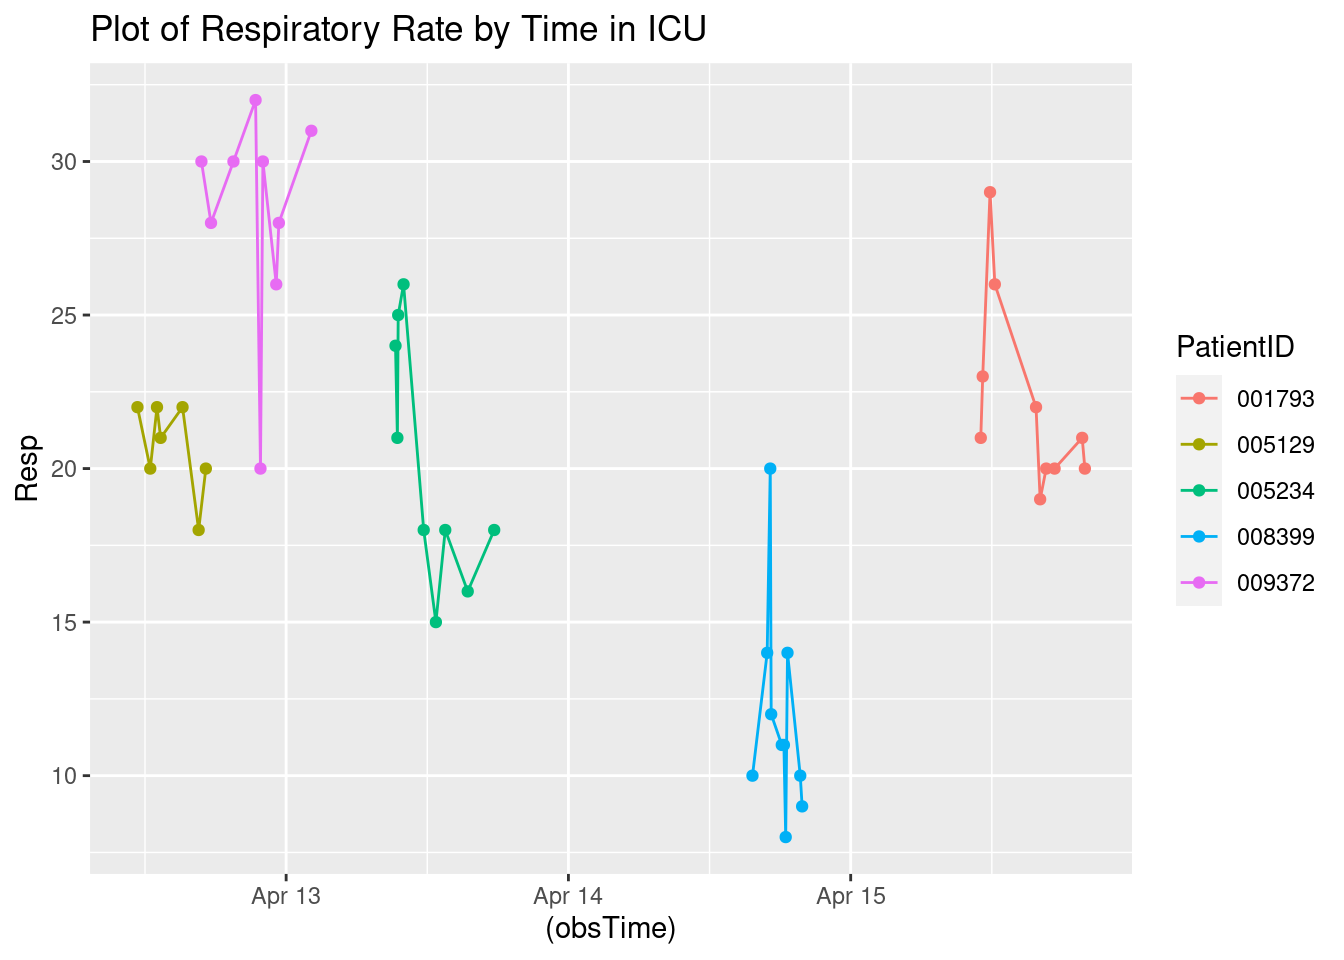 Plot of Respiratory Rate by Time in ICU
Resp
30
25
20
15
10
Apr 13
Apr 14
Apr 15
(obsTime)
PatientID
001793
005129
005234
008399
009372